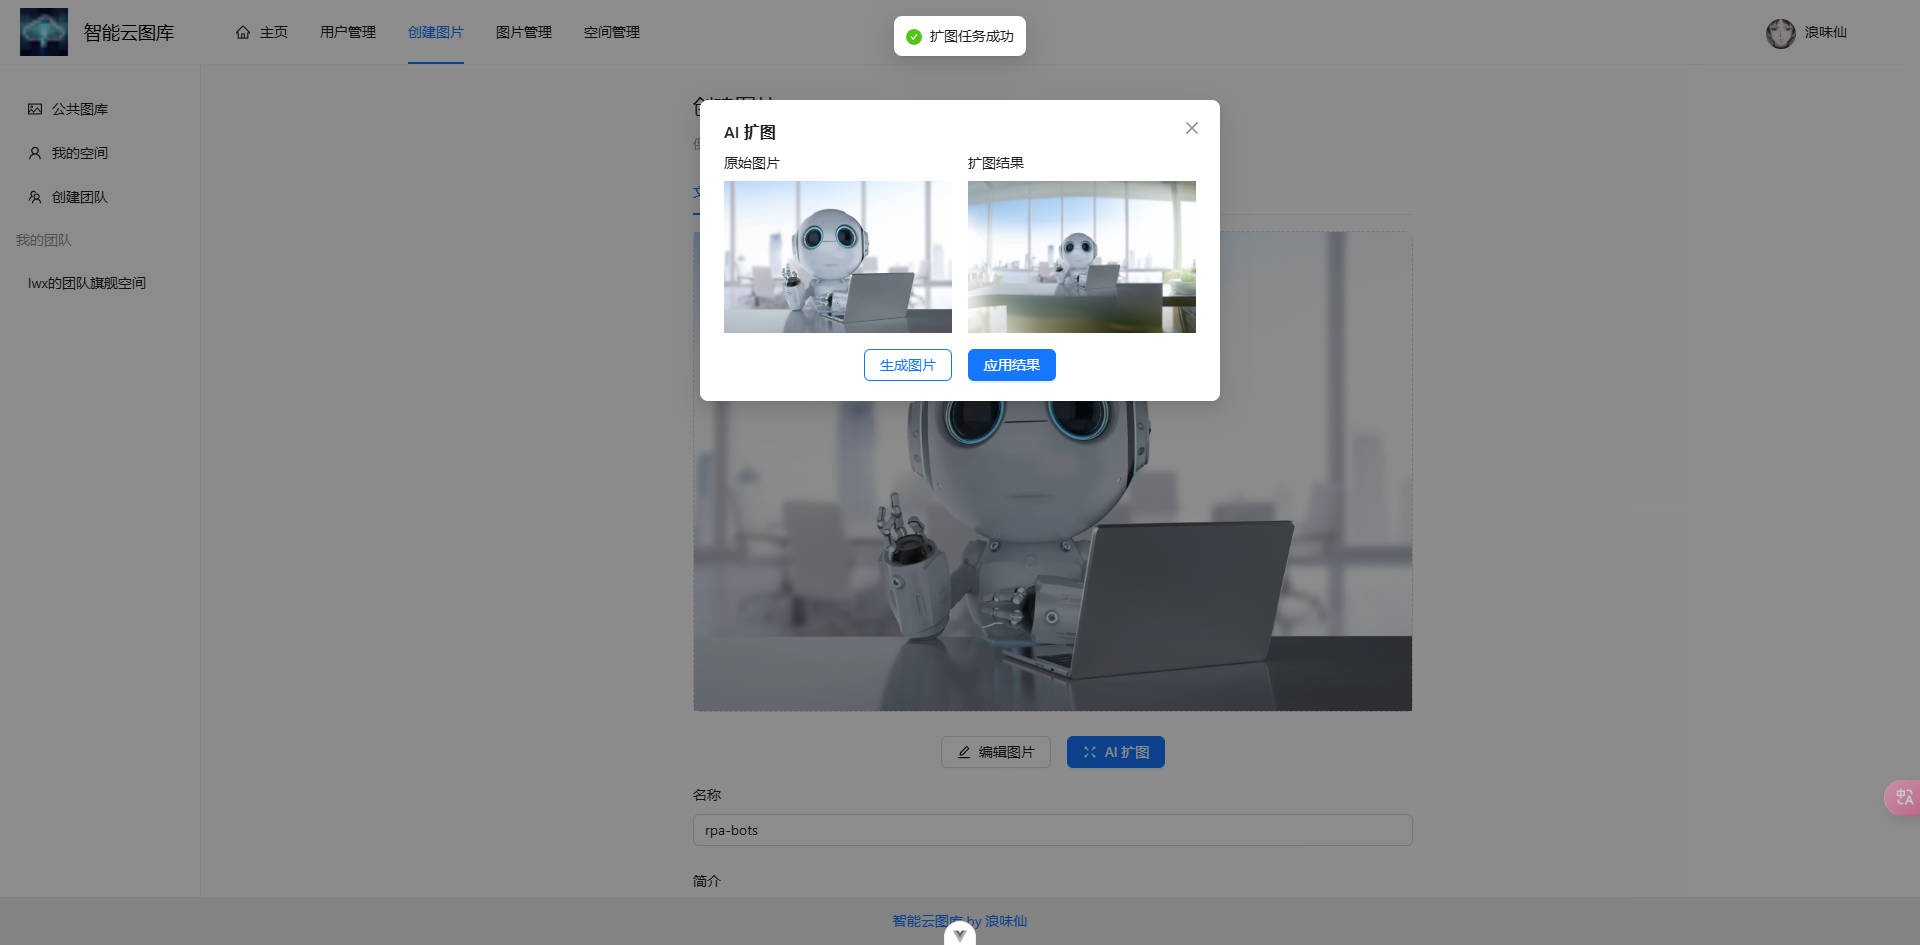 智能云图库
主页
用户管理
创建图片
图片管理
空间管理
扩图任务成功
浪味仙
公共图库
我的空间
创建团队
我的团队
lwx的团队旗舰空间
AI 扩图
原始图片
扩图结果
生成图片
应用结果
编辑图片
AI 扩图
名称
rpa-bots
简介
智能云图库 by 浪味仙